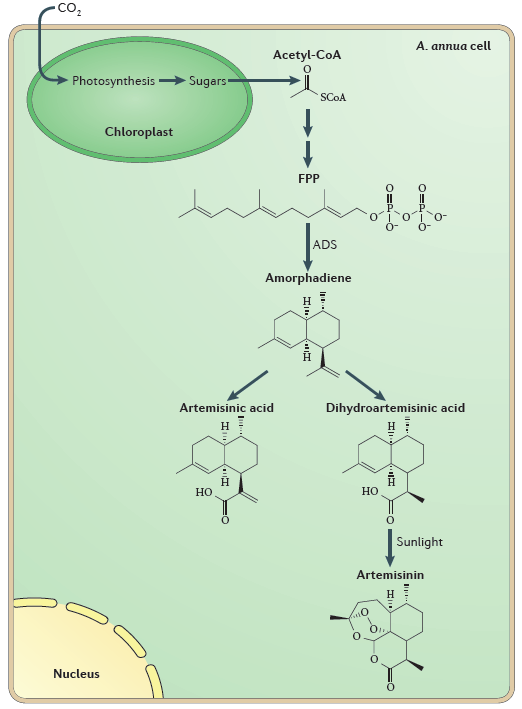 CO2
A. annua cell
Acetyl-CoA
O
SCoA
Photosynthesis
Sugars
Chloroplast
FPP
O O
O P O P O-
O- O-
ADS
Amorphadiene
H
H
Artemisinic acid
Dihydroartemisinic acid
H
H
HO
O
H
H
HO
O
Sunlight
Artemisinin
H
O
O
O
O
O
Nucleus